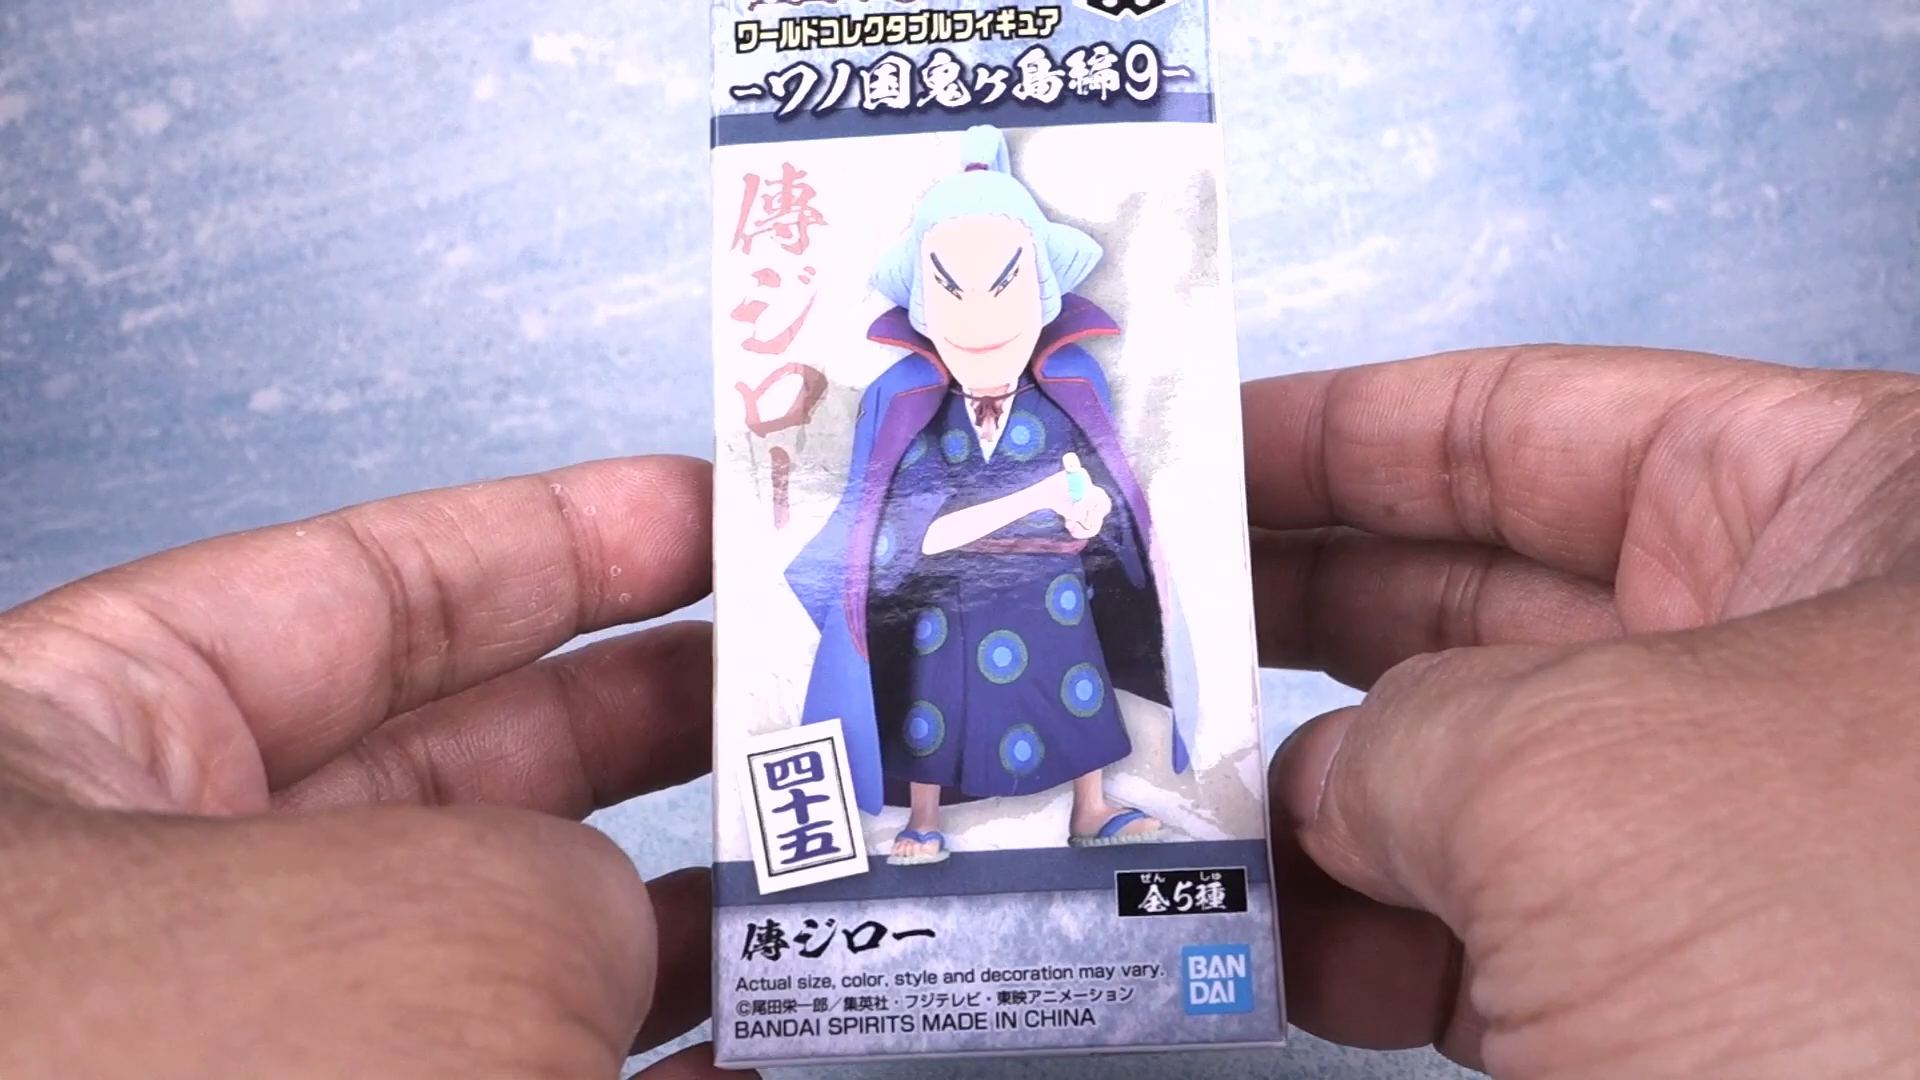 ワールドコレクタブルフィギュア
-ワノ国鬼ヶ島編9-
傳ジロー
四十五
ぜん しゅ
全5種
傳ジロー
Actual size, color, style and decoration may vary.
©尾田栄一郎／集英社・フジテレビ・東映アニメーション
BANDAI SPIRITS MADE IN CHINA
BAN
DAI